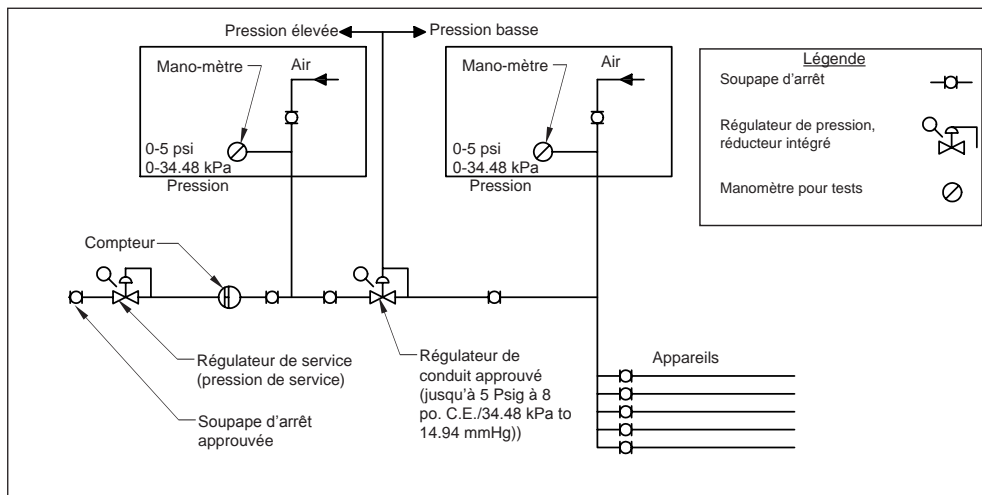 Pression élevée
Pression basse
Mano-mètre
Air
0-5 psi
0-34.48 kPa
Pression
Mano-mètre
Air
0-5 psi
0-34.48 kPa
Pression
Légende
Soupape d'arrêt
Régulateur de pression,
réducteur intégré
Manomètre pour tests
Compteur
Régulateur de service
(pression de service)
Soupape d'arrêt
approuvée
Régulateur de
conduit approuvé
(jusqu'à 5 Psig à 8
po. C.E./34.48 kPa to
14.94 mmHg))
Appareils